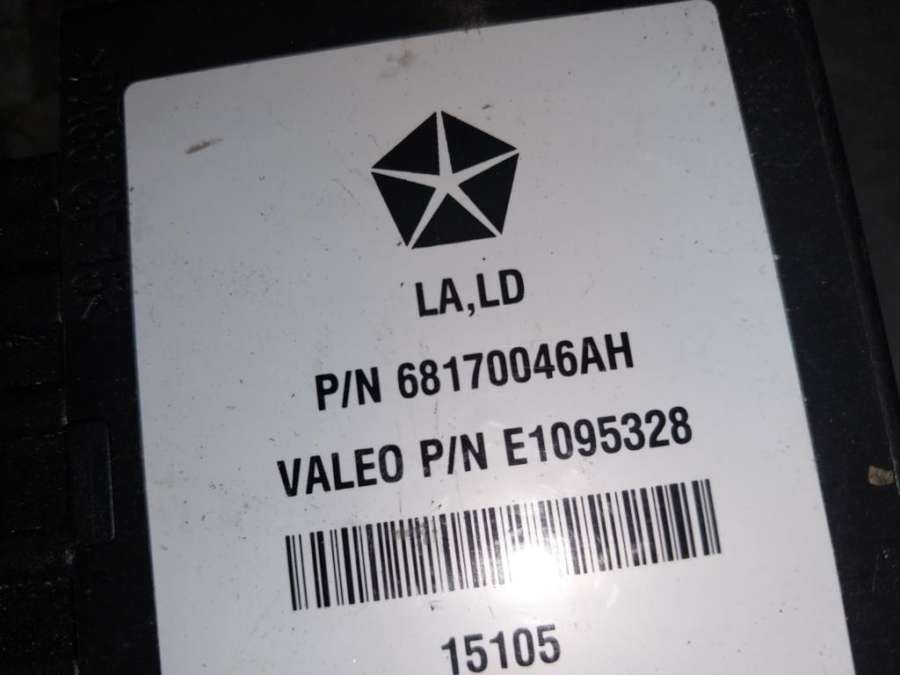 LA,LD
P/N 68170046AH
VALEO P/N E1095328
15105